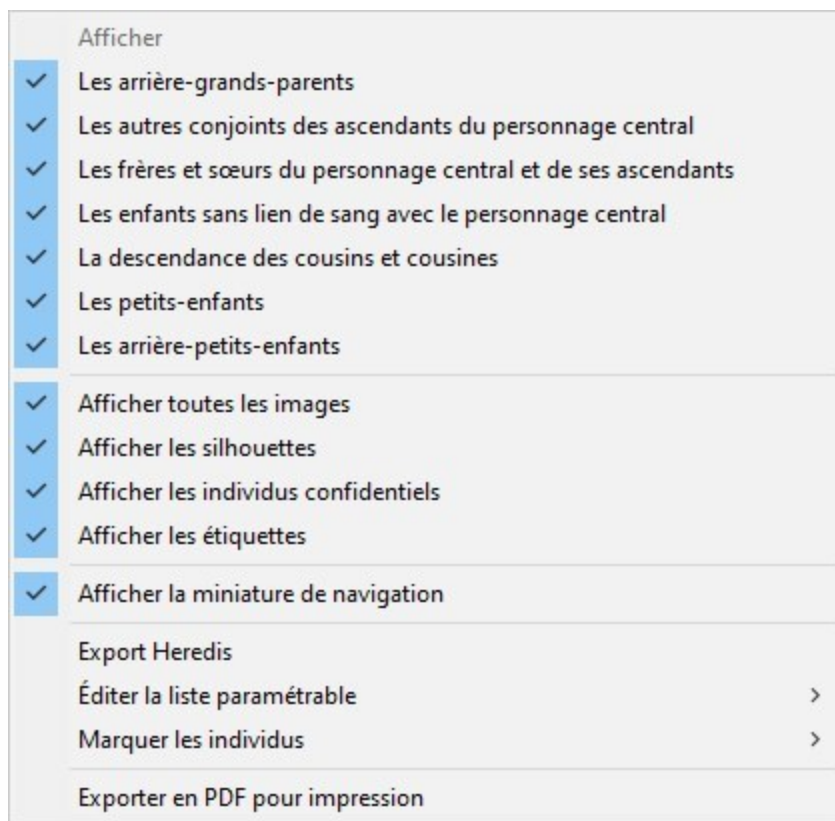 Afficher
Les arrière-grands-parents
Les autres conjoints des ascendants du personnage central
Les frères et sœurs du personnage central et de ses ascendants
Les enfants sans lien de sang avec le personnage central
La descendance des cousins et cousines
Les petits-enfants
Les arrière-petits-enfants
Afficher toutes les images
Afficher les silhouettes
Afficher les individus confidentiels
Afficher les étiquettes
Afficher la miniature de navigation
Export Heredis
Éditer la liste paramétrable
Marquer les individus
Exporter en PDF pour impression